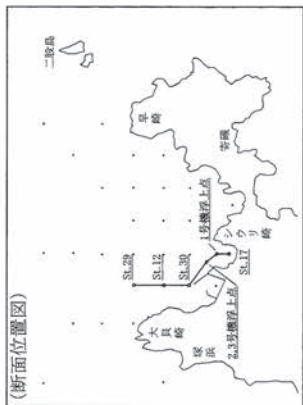 (断面位置図)
二股島
早崎
寄磯
St.29
St.12
St.30
1号機浮上点
シウリ崎
St.17
大貝崎
塚浜
2,3号機浮上点